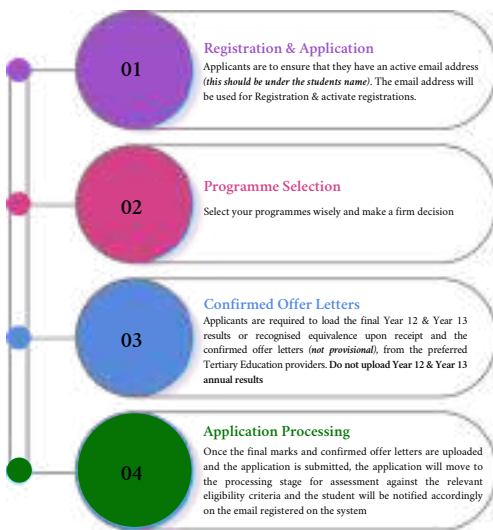 01
Registration & Application
Applicants are to ensure that they have an active email address
(this should be under the students name). The email address will
be used for Registration & activate registrations.
02
Programme Selection
Select your programmes wisely and make a firm decision
03
Confirmed Offer Letters
Applicants are required to load the final Year 12 & Year 13
results or recognised equivalence upon receipt and the
confirmed offer letters (not provisional), from the preferred
Tertiary Education providers. Do not upload Year 12 & Year 13
annual results
04
Application Processing
Once the final marks and confirmed offer letters are uploaded
and the application is submitted, the application will move to
the processing stage for assessment against the relevant
eligibility criteria and the student will be notified accordingly
on the email registered on the system